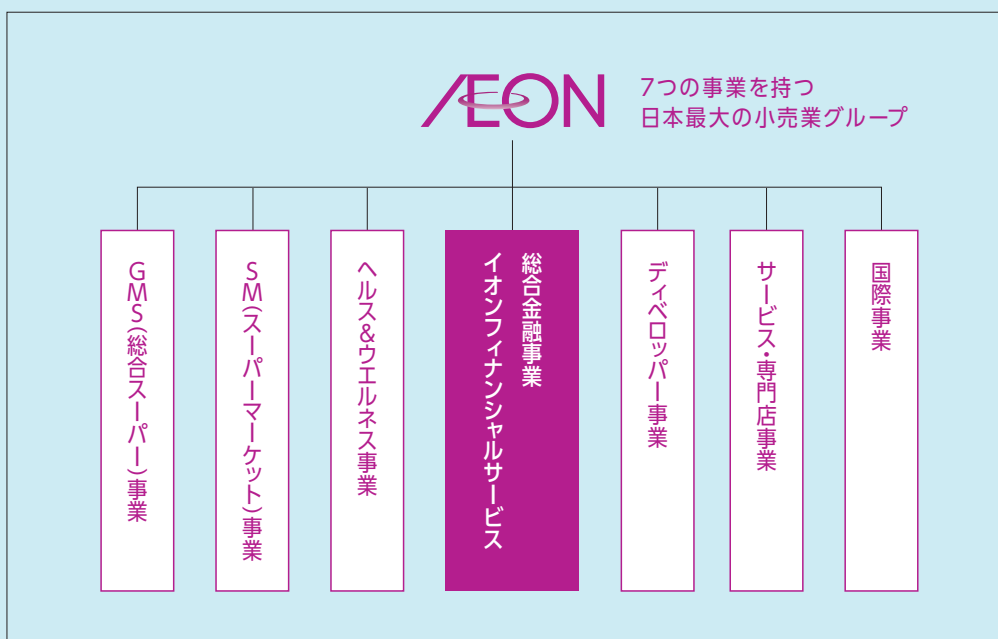 ÆON
7つの事業を持つ
日本最大の小売業グループ
GMS(総合スーパー)事業
SM(スーパーマーケット)事業
ヘルス&ウエルネス事業
総合金融事業
イオンフィナンシャルサービス
ディベロッパー事業
サービス・専門店事業
国際事業